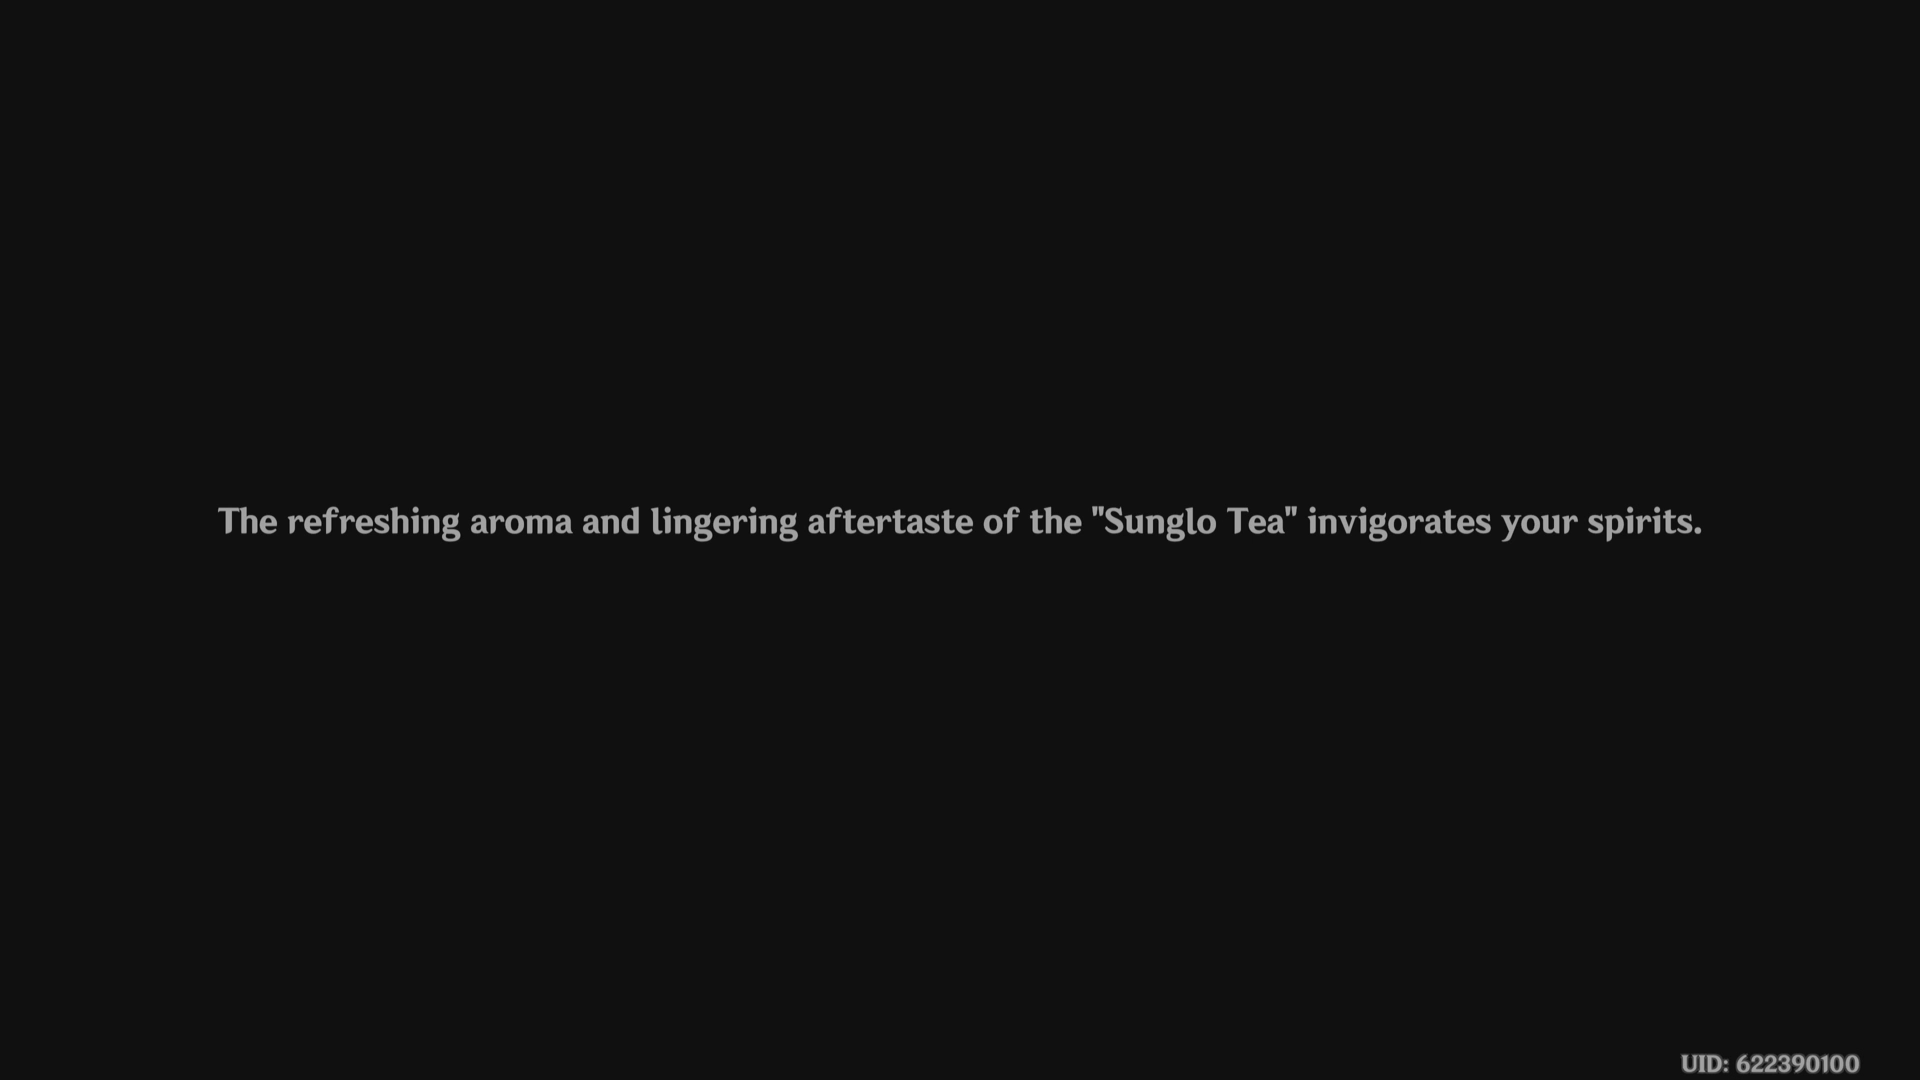 The refreshing aroma and lingering aftertaste of the "Sunglo Tea" invigorates your spirits.
UID: 622390100